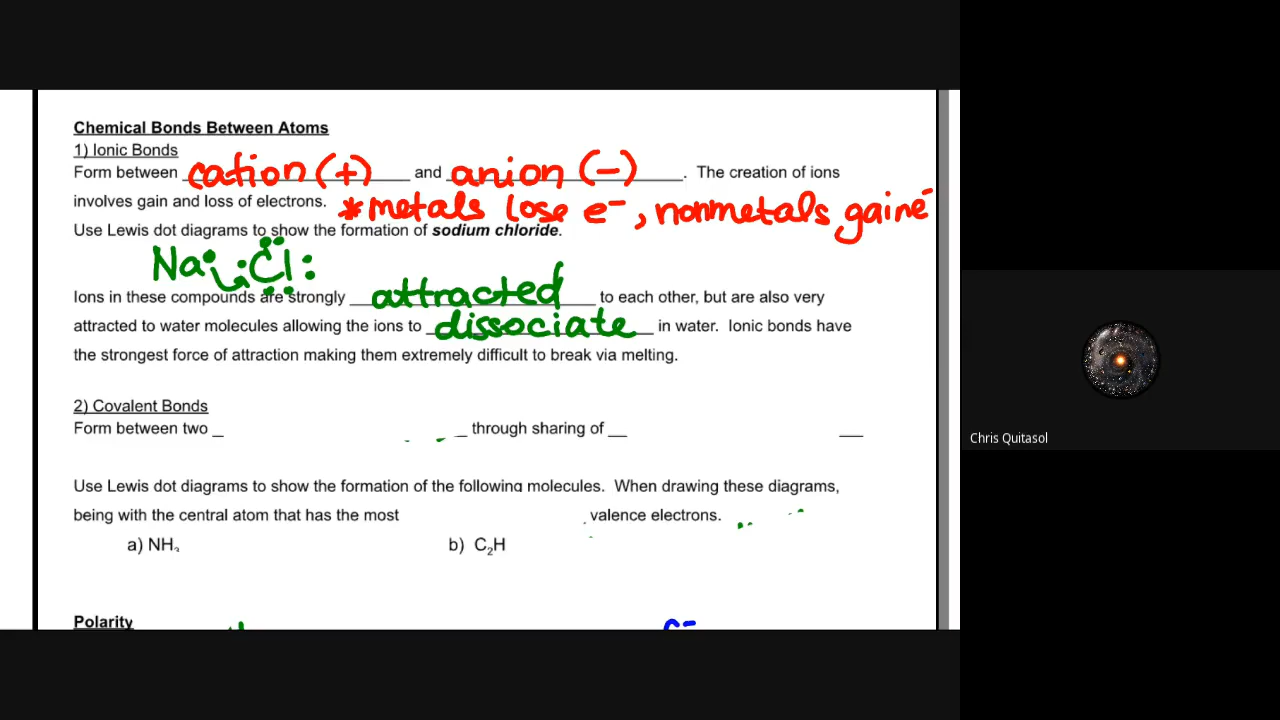 Chemical Bonds Between Atoms
1) Ionic Bonds
Form between cation (+) and anion (-). The creation of ions
involves gain and loss of electrons. *metals lose e⁻, nonmetals gain e⁻
Use Lewis dot diagrams to show the formation of sodium chloride.
Na Cl
Ions in these compounds are strongly attracted to each other, but are also very
attracted to water molecules allowing the ions to dissociate in water. Ionic bonds have
the strongest force of attraction making them extremely difficult to break via melting.
2) Covalent Bonds
Form between two _ _ through sharing of __ __
Use Lewis dot diagrams to show the formation of the following molecules. When drawing these diagrams,
being with the central atom that has the most valence electrons.
a) NH₃ b) C₂H
Polarity
Chris Quitasol